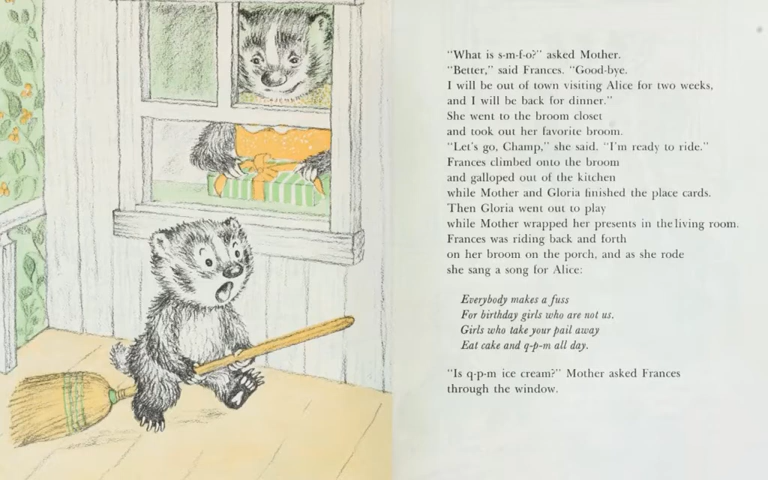 "What is s-m-f-o?" asked Mother.
"Better," said Frances. "Good-bye.
I will be out of town visiting Alice for two weeks,
and I will be back for dinner."
She went to the broom closet
and took out her favorite broom.
"Let's go, Champ," she said. "I'm ready to ride."
Frances climbed onto the broom
and galloped out of the kitchen
while Mother and Gloria finished the place cards.
Then Gloria went out to play
while Mother wrapped her presents in the living room.
Frances was riding back and forth
on her broom on the porch, and as she rode
she sang a song for Alice:
Everybody makes a fuss
For birthday girls who are not us.
Girls who take your pail away
Eat cake and q-p-m all day.
"Is q-p-m ice cream?" Mother asked Frances
through the window.